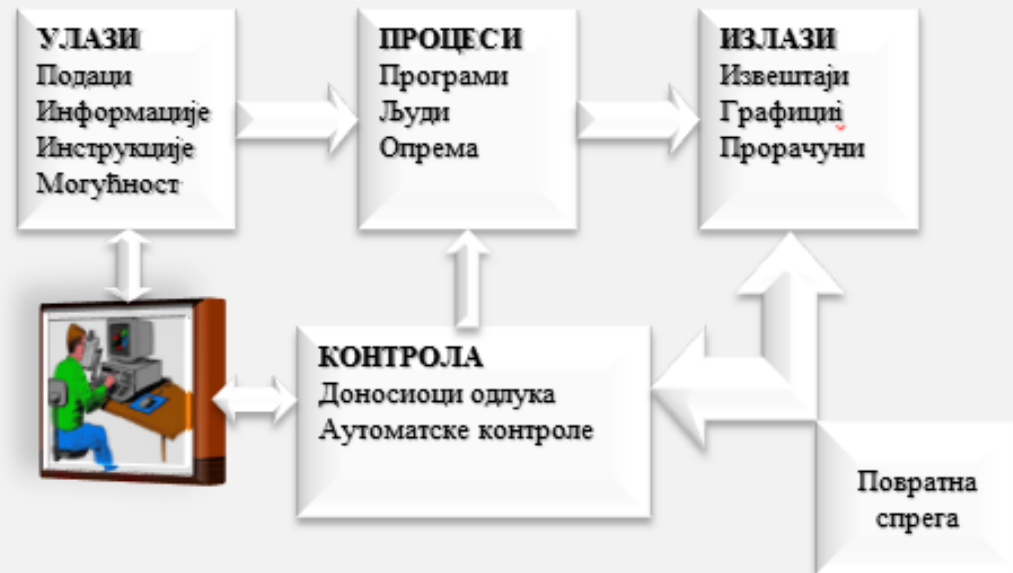 УЛАЗИ
Подаци
Информације
Инструкције
Могућност
ПРОЦЕСИ
Програми
Људи
Опрема
ИЗЛАЗИ
Извештаји
Графициј
Прорачуни
КОНТРОЛА
Доносиоци одлука
Аутоматске контроле
Повратна
спрега